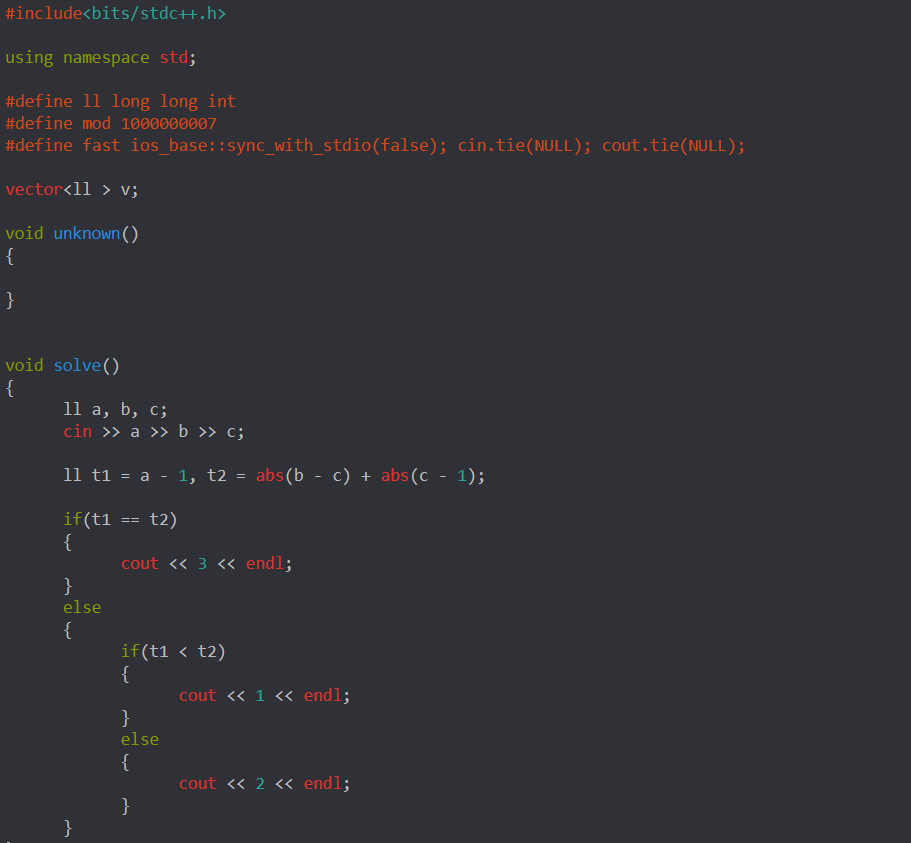 #include<bits/stdc++.h>
using namespace std;
#define ll long long int
#define mod 1000000007
#define fast ios_base::sync_with_stdio(false); cin.tie(NULL); cout.tie(NULL);
vector<ll > v;
void unknown()
{
}
void solve()
{
ll a, b, c;
cin >> a >> b >> c;
ll t1 = a - 1, t2 = abs(b - c) + abs(c - 1);
if(t1 == t2)
{
cout << 3 << endl;
}
else
{
if(t1 < t2)
{
cout << 1 << endl;
}
else
{
cout << 2 << endl;
}
}